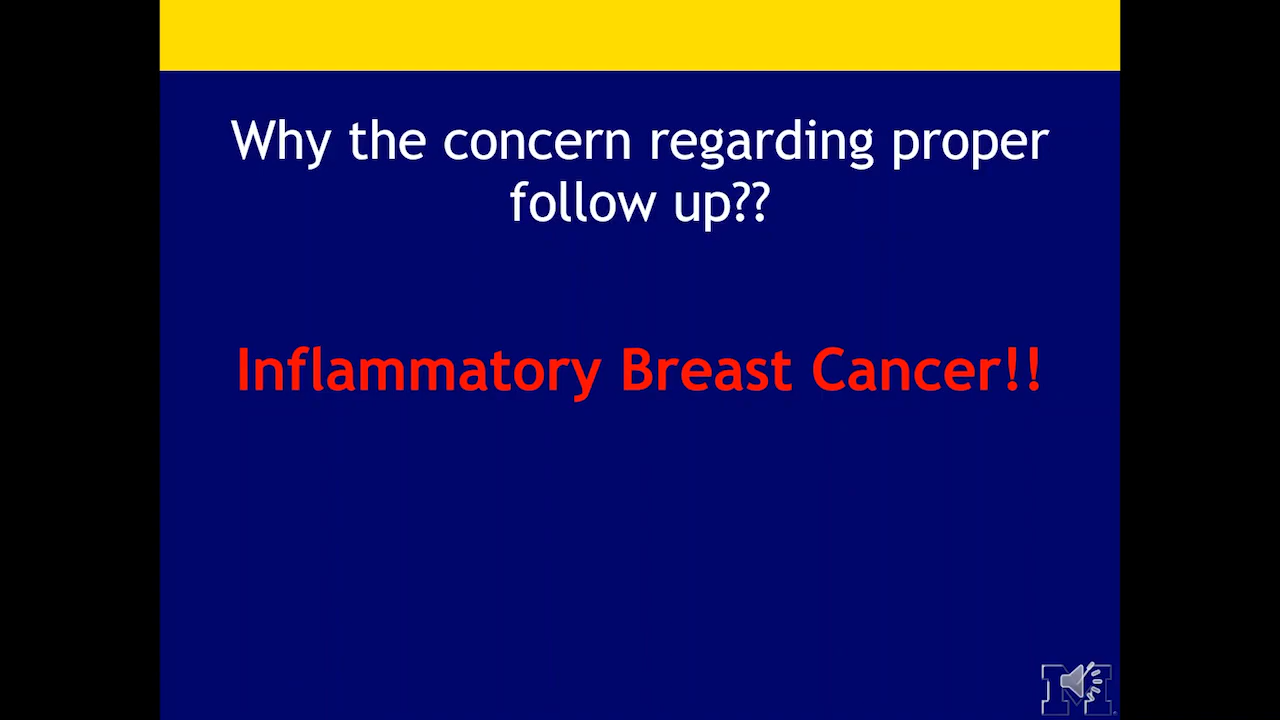 Why the concern regarding proper
follow up??
Inflammatory Breast Cancer!!
M